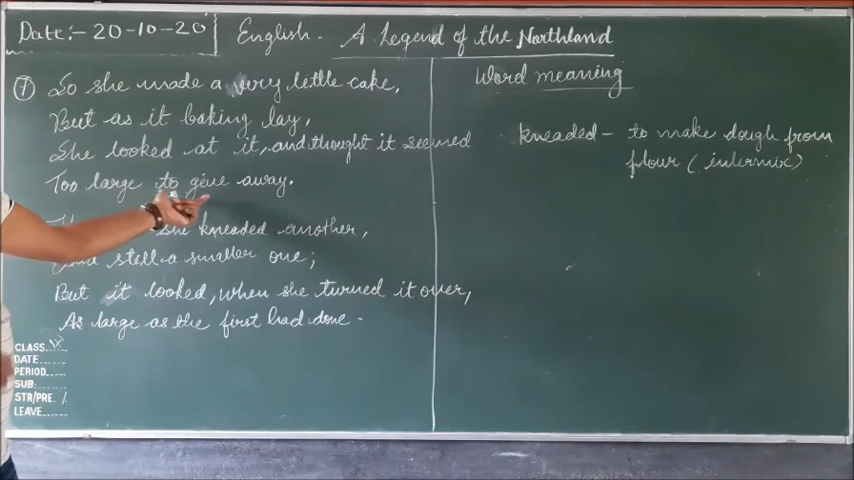 Date:- 20-10-20
English. A Legend of the Northland
7 So she made a very little cake,
But as it baking lay,
She looked at it, and thought it seemed
Too large to give away.
she kneaded another,
still a smaller one;
But it looked, when she turned it over,
As large as the first had done -
Word meaning
kneaded - to make dough from
flour (intermix)
CLASS IX
DATE
PERIOD
SUB:
STR/PRE. /
LEAVE